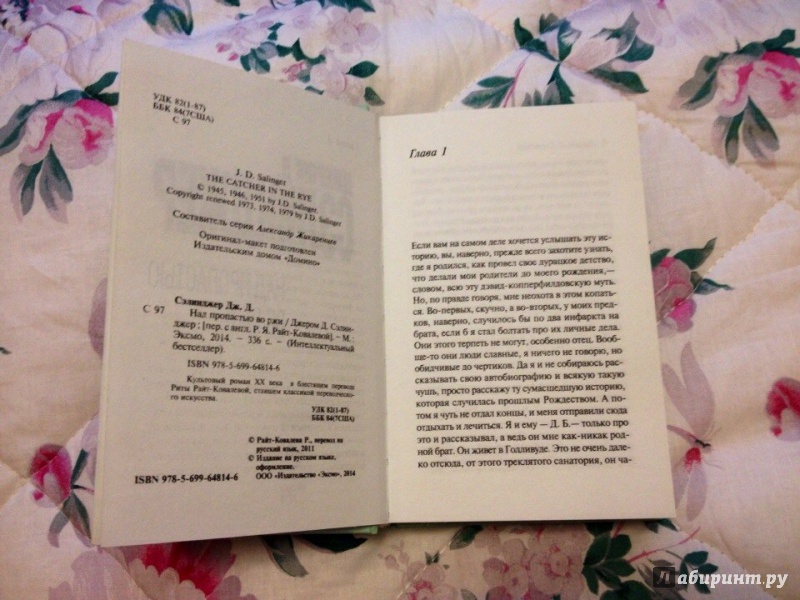 УДК 82(1-87)
ББК 84(7США)
С 97
J. D. Salinger
THE CATCHER IN THE RYE
© 1945, 1946, 1951 by J.D. Salinger.
Copyright renewed 1973, 1974, 1979 by J.D. Salinger
Составитель серии Александр Жикаренцев
Оригинал-макет подготовлен
Издательским домом «Домино»
Сэлинджер Дж. Д.
С 97 Над пропастью во ржи / Джером Д. Сэлин-
джер ; [пер. с англ. Р. Я. Райт-Ковалевой]. – М. :
Эксмо, 2014. – 336 с. – (Интеллектуальный
бестселлер).
ISBN 978-5-699-64814-6
Культовый роман XX века в блестящем переводе
Риты Райт-Ковалевой, ставшем классикой переводческо-
го искусства.
УДК 82(1-87)
ББК 84(7США)
© Райт-Ковалева Р., перевод на
русский язык, 2011
© Издание на русском языке,
оформление.
ООО «Издательство «Эксмо», 2014
ISBN 978-5-699-64814-6
Глава 1
Если вам на самом деле хочется услышать эту ис-
торию, вы, наверно, прежде всего захотите узнать,
где я родился, как провел свое дурацкое детство,
что делали мои родители до моего рождения,—
словом, всю эту дэвид-копперфилдовскую муть.
Но, по правде говоря, мне неохота в этом копать-
ся. Во-первых, скучно, а во-вторых, у моих пред-
ков, наверно, случилось бы по два инфаркта на
брата, если б я стал болтать про их личные дела.
Они этого терпеть не могут, особенно отец. Вооб-
ще-то они люди славные, я ничего не говорю, но
обидчивые до чертиков. Да я и не собираюсь рас-
сказывать свою автобиографию и всякую такую
чушь, просто расскажу ту сумасшедшую историю,
которая случилась прошлым Рождеством. А по-
том я чуть не отдал концы, и меня отправили сюда
отдыхать и лечиться. Я и ему — Д. Б.— только
про это и рассказывал, а ведь он мне как-никак род-
ной брат. Он живет в Голливуде. Это не очень дале-
ко отсюда, от этого треклятого санатория, он ча-
Лабиринт.ру